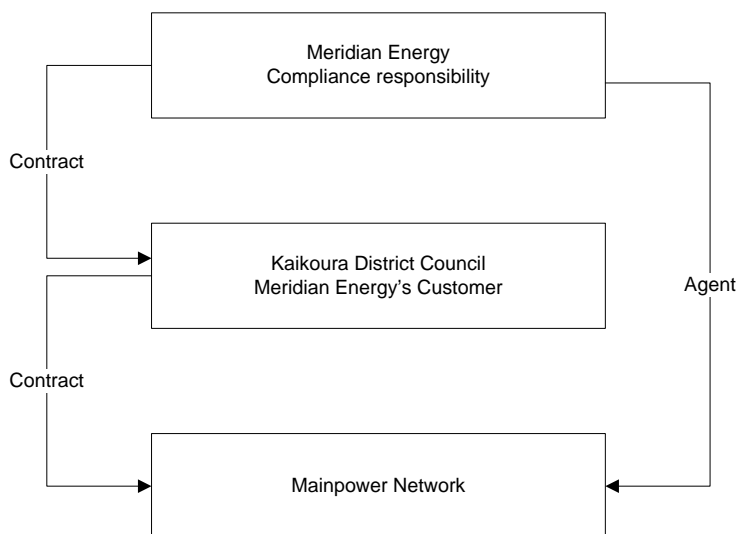 Meridian Energy
Compliance responsibility
Contract
Kaikoura District Council
Meridian Energy’s Customer
Agent
Contract
Mainpower Network